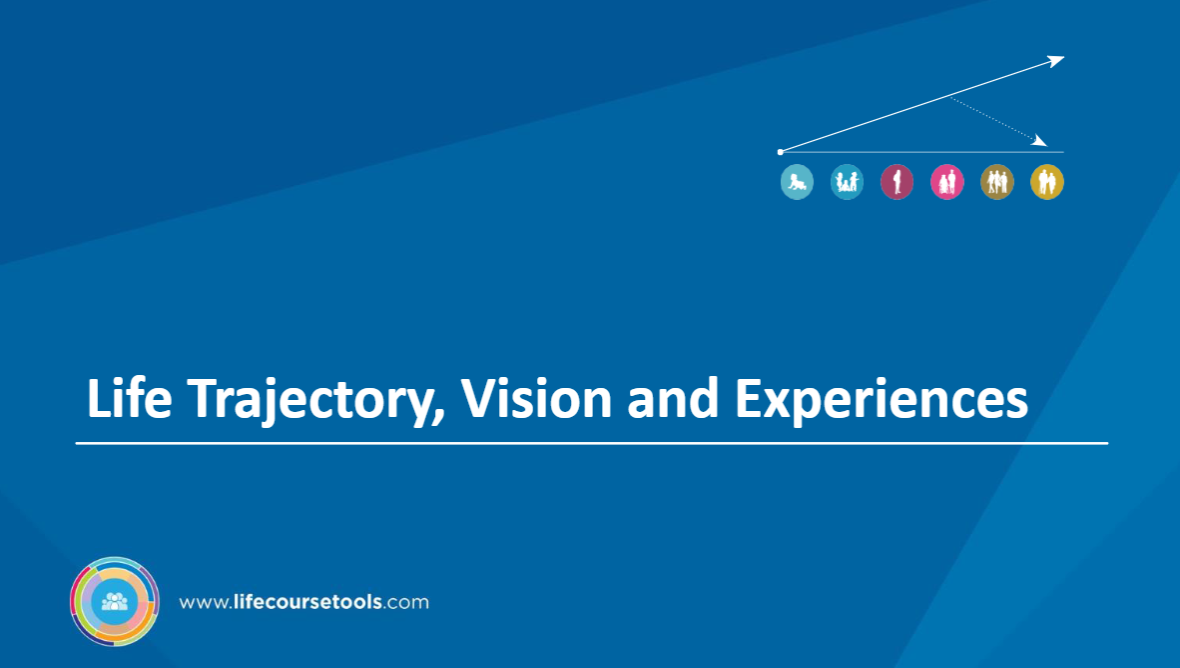 Life Trajectory, Vision and Experiences
www.lifecoursetools.com